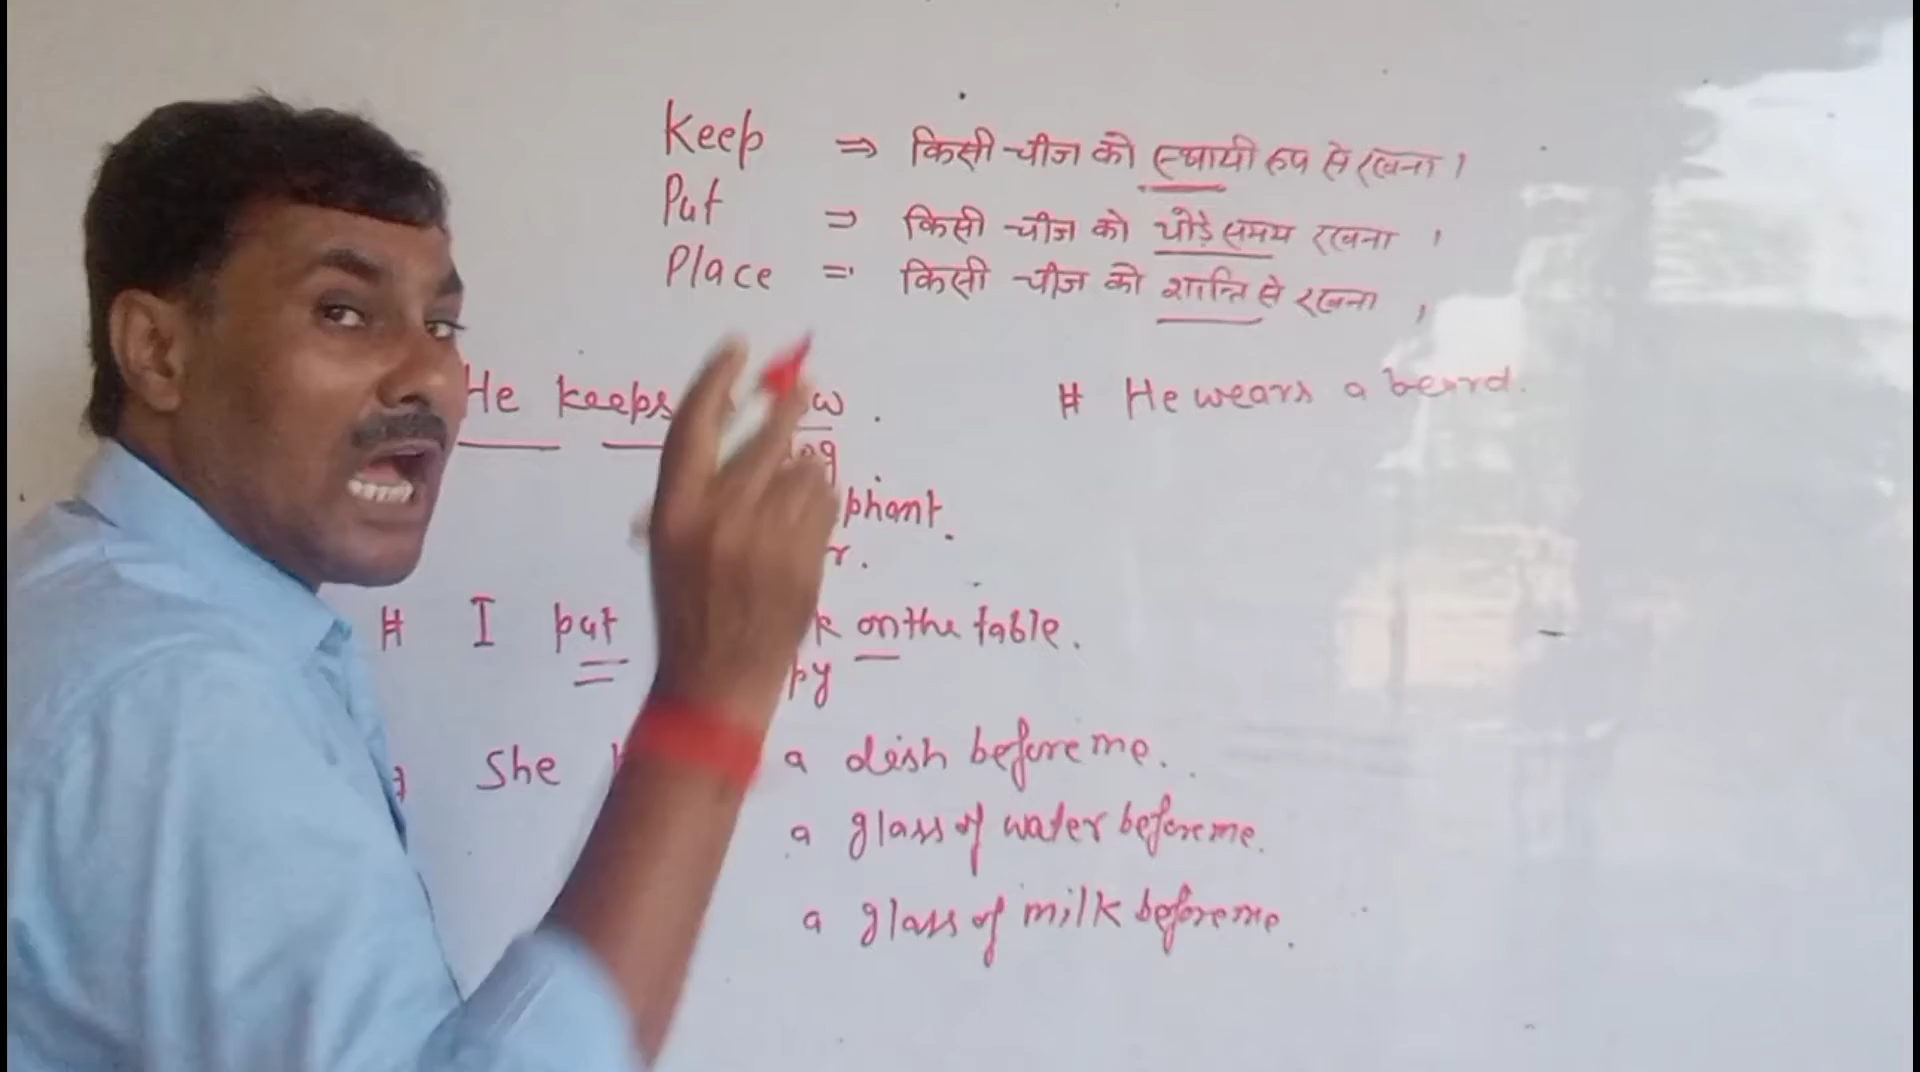 Keep ⇒ किसी चीज को स्थायी रूप से रखना।
Put ⇒ किसी चीज को थोड़े समय रखना ।
Place = किसी चीज को शान्ति से रखना ।
He keeps
# He wears a beard.
# I put on the table.
She a dish before me.
a glass of water before me.
a glass of milk before me.